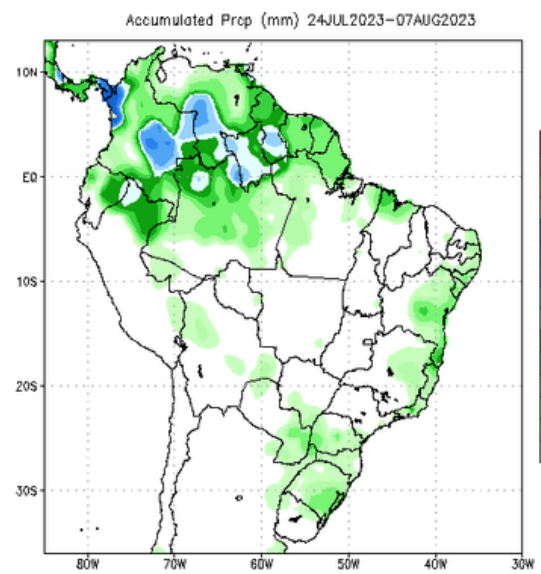 Accumulated Prcp (mm) 24JUL2023-07AUG2023
10N
EQ
10S
20S
30S
80W 70W 60W 50W 40W 30W